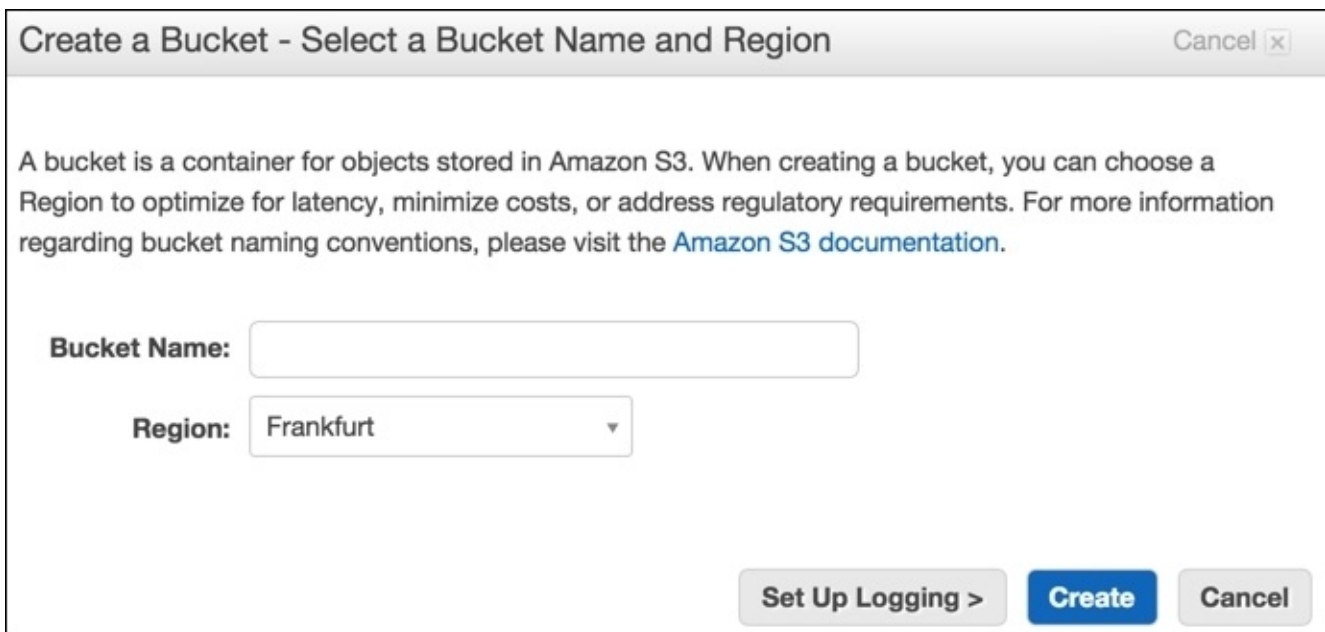 Create a Bucket - Select a Bucket Name and Region Cancel x
A bucket is a container for objects stored in Amazon S3. When creating a bucket, you can choose a
Region to optimize for latency, minimize costs, or address regulatory requirements. For more information
regarding bucket naming conventions, please visit the Amazon S3 documentation.
Bucket Name:
Region: Frankfurt
Set Up Logging > Create Cancel